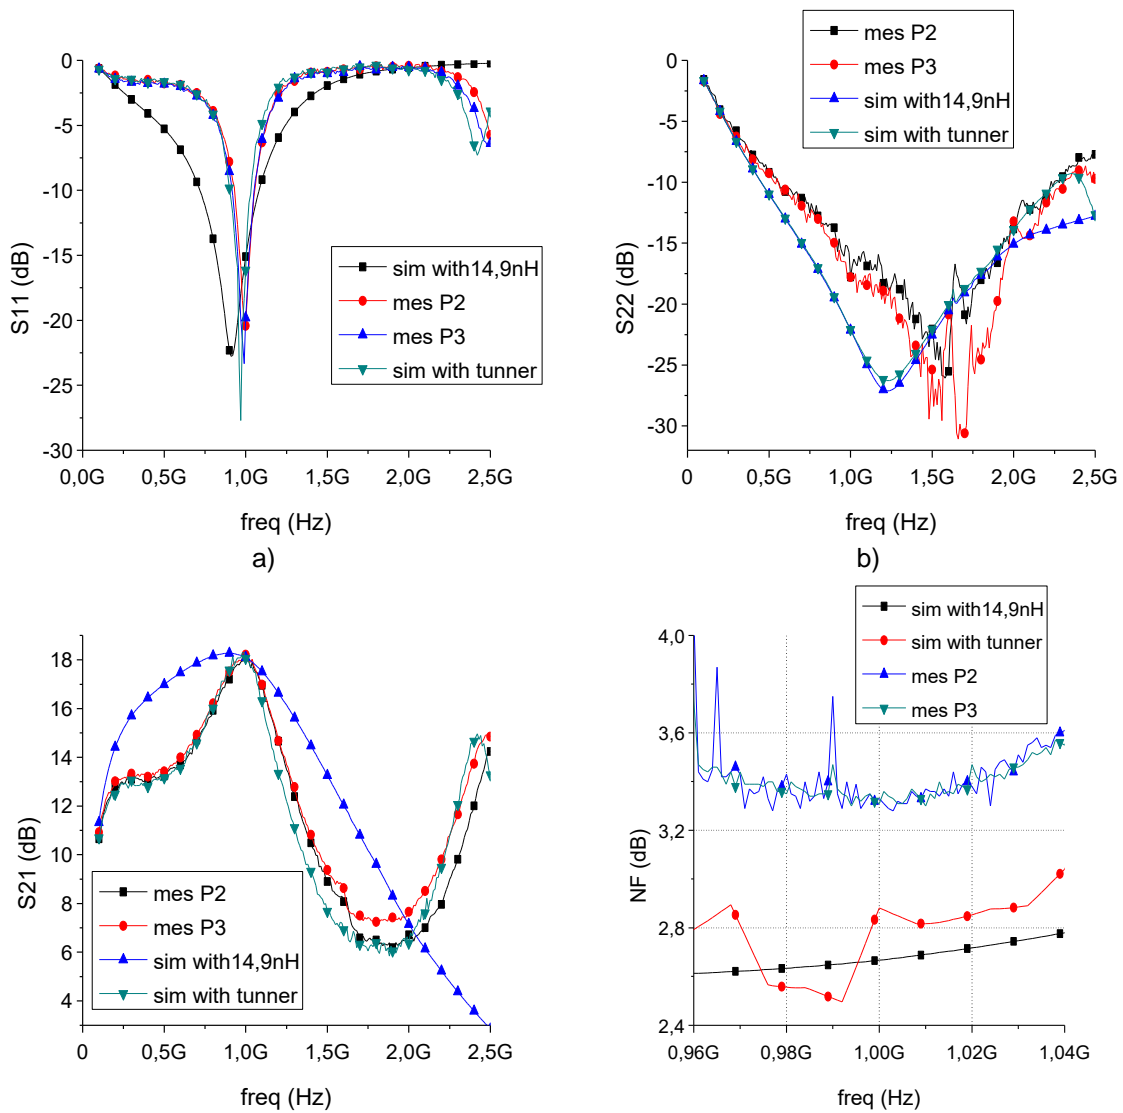 0
-5
-10
-15
-20
-25
-30
S11 (dB)
0,0G 0,5G 1,0G 1,5G 2,0G 2,5G
freq (Hz)
sim with14,9nH
mes P2
mes P3
sim with tunner
a)
mes P2
mes P3
sim with14,9nH
sim with tunner
0
-5
-10
-15
-20
-25
-30
S22 (dB)
0,0G 0,5G 1,0G 1,5G 2,0G 2,5G
freq (Hz)
b)
18
16
14
12
10
8
6
4
S21 (dB)
mes P2
mes P3
sim with14,9nH
sim with tunner
0 0,5G 1,0G 1,5G 2,0G 2,5G
freq (Hz)
sim with14,9nH
sim with tunner
mes P2
mes P3
4,0
3,6
3,2
2,8
2,4
NF (dB)
0,96G 0,98G 1,00G 1,02G 1,04G
freq (Hz)